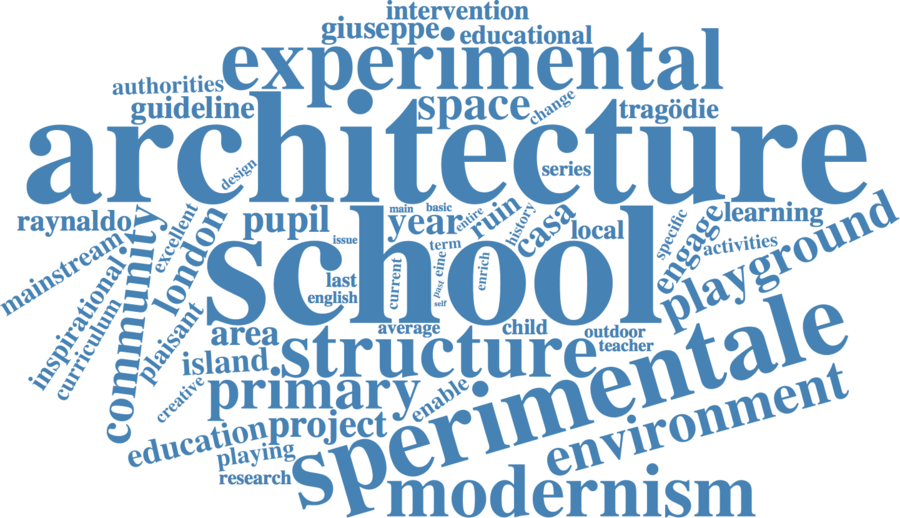 intervention
giuseppe
educational
experimental
authorities
guideline
space
change
tragödie
architecture
design
series
raynaldo
pupil
main
basic
year
entire
ruin
history
casa
local
specific
engage
learning
activities
playground
mainstream
inspirational
curriculum
community
excellent
london
plaisant
creative
school
issue
last
english
current
term
eine
past
self
enrich
average
child
outdoor
teacher
area
island
structure
primary
enable
sperimentale
environment
education
project
playing
research
modernism